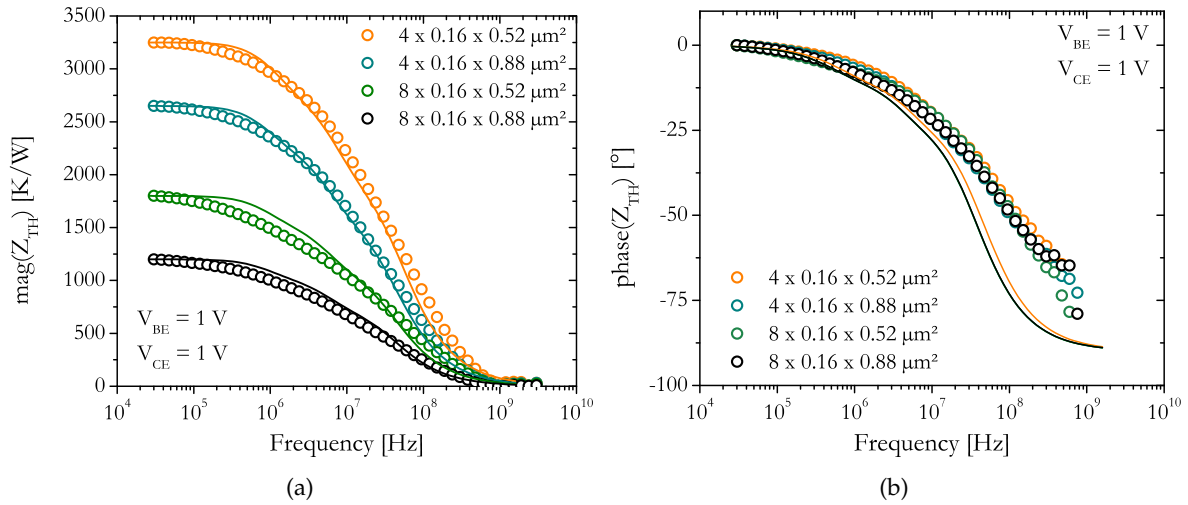 3500
3000
2500
2000
1500
1000
500
0
mag(Z_TH) [K/W]
4 x 0.16 x 0.52 µm²
4 x 0.16 x 0.88 µm²
8 x 0.16 x 0.52 µm²
8 x 0.16 x 0.88 µm²
V_BE = 1 V
V_CE = 1 V
10⁴ 10⁵ 10⁶ 10⁷ 10⁸ 10⁹ 10¹⁰
Frequency [Hz]
(a)
0
-25
-50
-75
-100
phase(Z_TH) [°]
V_BE = 1 V
V_CE = 1 V
4 x 0.16 x 0.52 µm²
4 x 0.16 x 0.88 µm²
8 x 0.16 x 0.52 µm²
8 x 0.16 x 0.88 µm²
10⁴ 10⁵ 10⁶ 10⁷ 10⁸ 10⁹ 10¹⁰
Frequency [Hz]
(b)